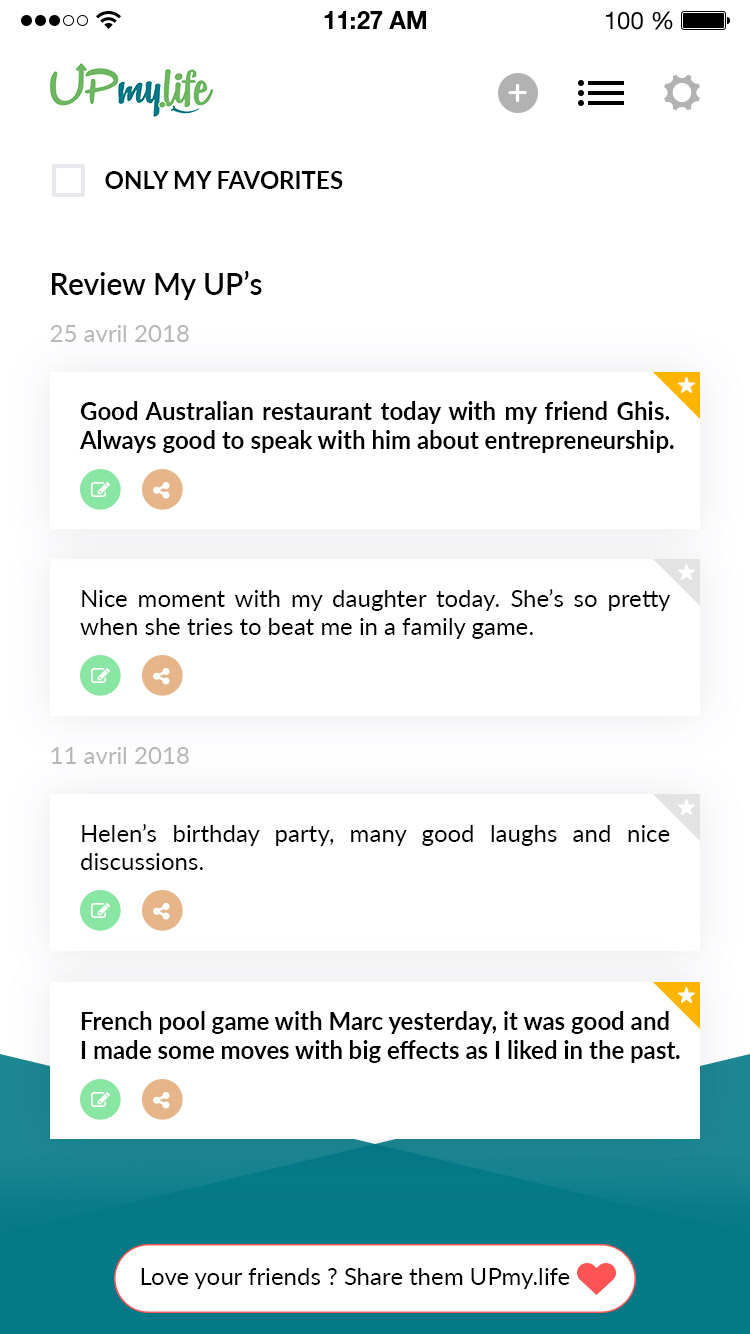 11:27 AM 100 %
UPmy.life
ONLY MY FAVORITES
Review My UP’s
25 avril 2018
Good Australian restaurant today with my friend Ghis.
Always good to speak with him about entrepreneurship.
Nice moment with my daughter today. She’s so pretty
when she tries to beat me in a family game.
11 avril 2018
Helen’s birthday party, many good laughs and nice
discussions.
French pool game with Marc yesterday, it was good and
I made some moves with big effects as I liked in the past.
Love your friends ? Share them UPmy.life